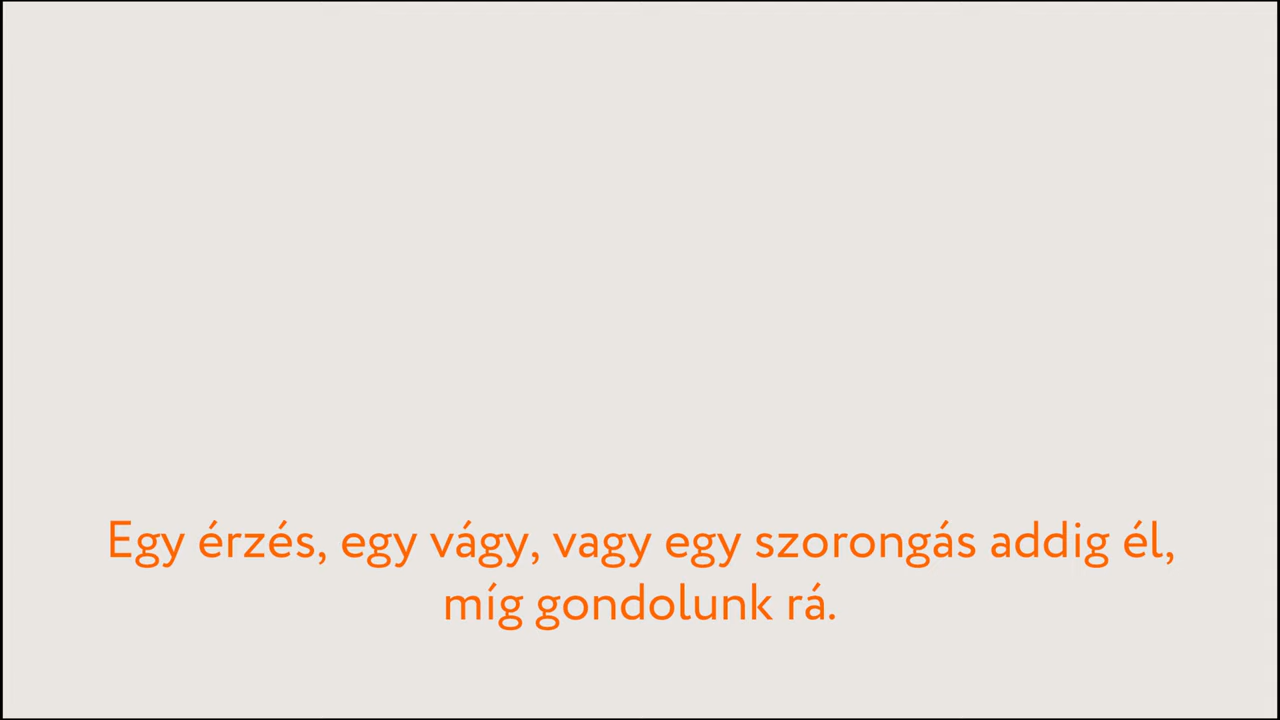 Egy érzés, egy vágy, vagy egy szorongás addig él,
míg gondolunk rá.